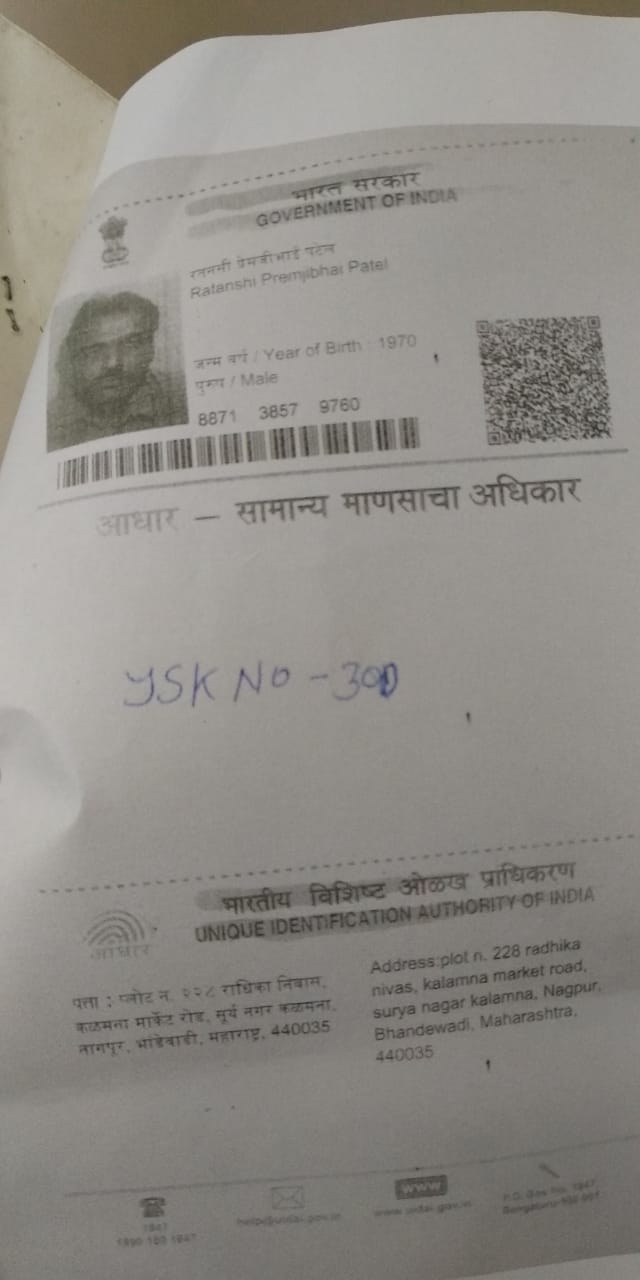 भारत सरकार
GOVERNMENT OF INDIA
रतनशी प्रेमजीभाई पटेल
Ratanshi Premjibhai Patel
जन्म वर्ष / Year of Birth : 1970
पुरुष / Male
8871 3857 9760
आधार – सामान्य माणसाचा अधिकार
YSK NO - 300
भारतीय विशिष्ट ओळख प्राधिकरण
UNIQUE IDENTIFICATION AUTHORITY OF INDIA
आधार
पता : प्लोट न. २२८ राधिका निवास,
कळमना मार्केट रोड, सूर्य नगर कळमना,
नागपूर, भांडेवाडी, महाराष्ट्र, 440035
Address:plot n. 228 radhika
nivas, kalamna market road,
surya nagar kalamna, Nagpur,
Bhandewadi, Maharashtra,
440035
1947
1800 180 1947
help@uidai.gov.in
www
www.uidai.gov.in
P.O. Box No. 1947,